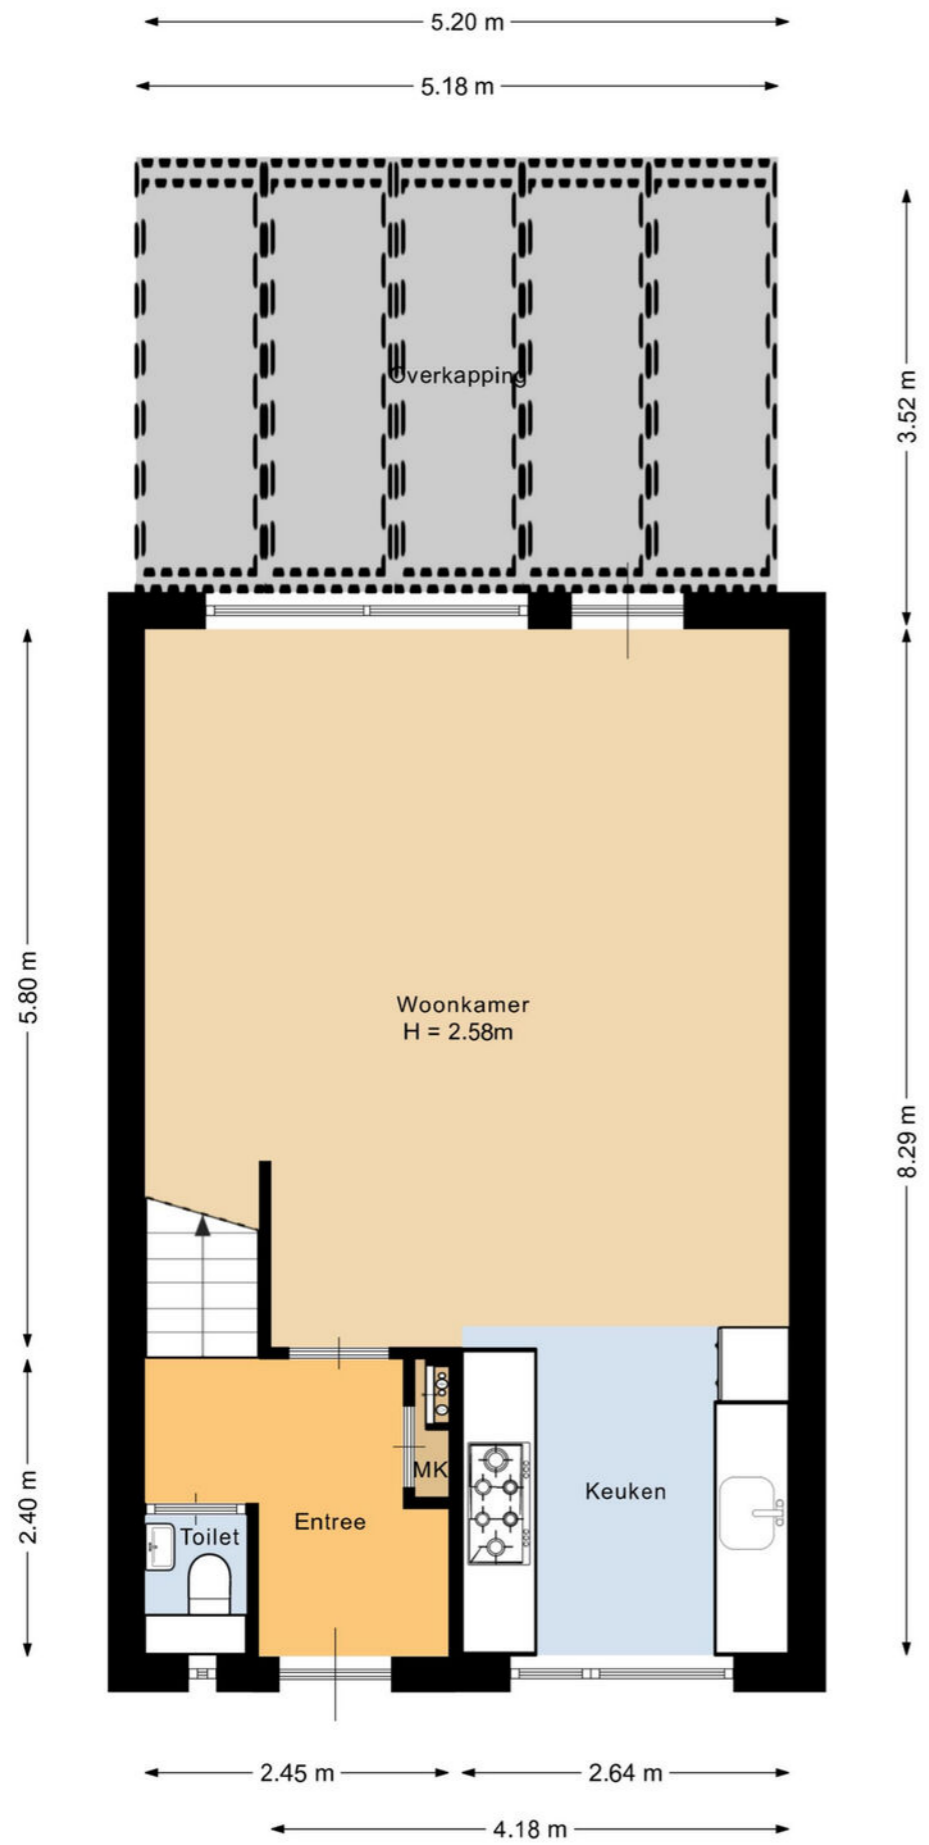 5.20 m
5.18 m
Overkapping
3.52 m
5.80 m
Woonkamer
H = 2.58m
8.29 m
2.40 m
MK
Keuken
Entree
Toilet
2.45 m
2.64 m
4.18 m